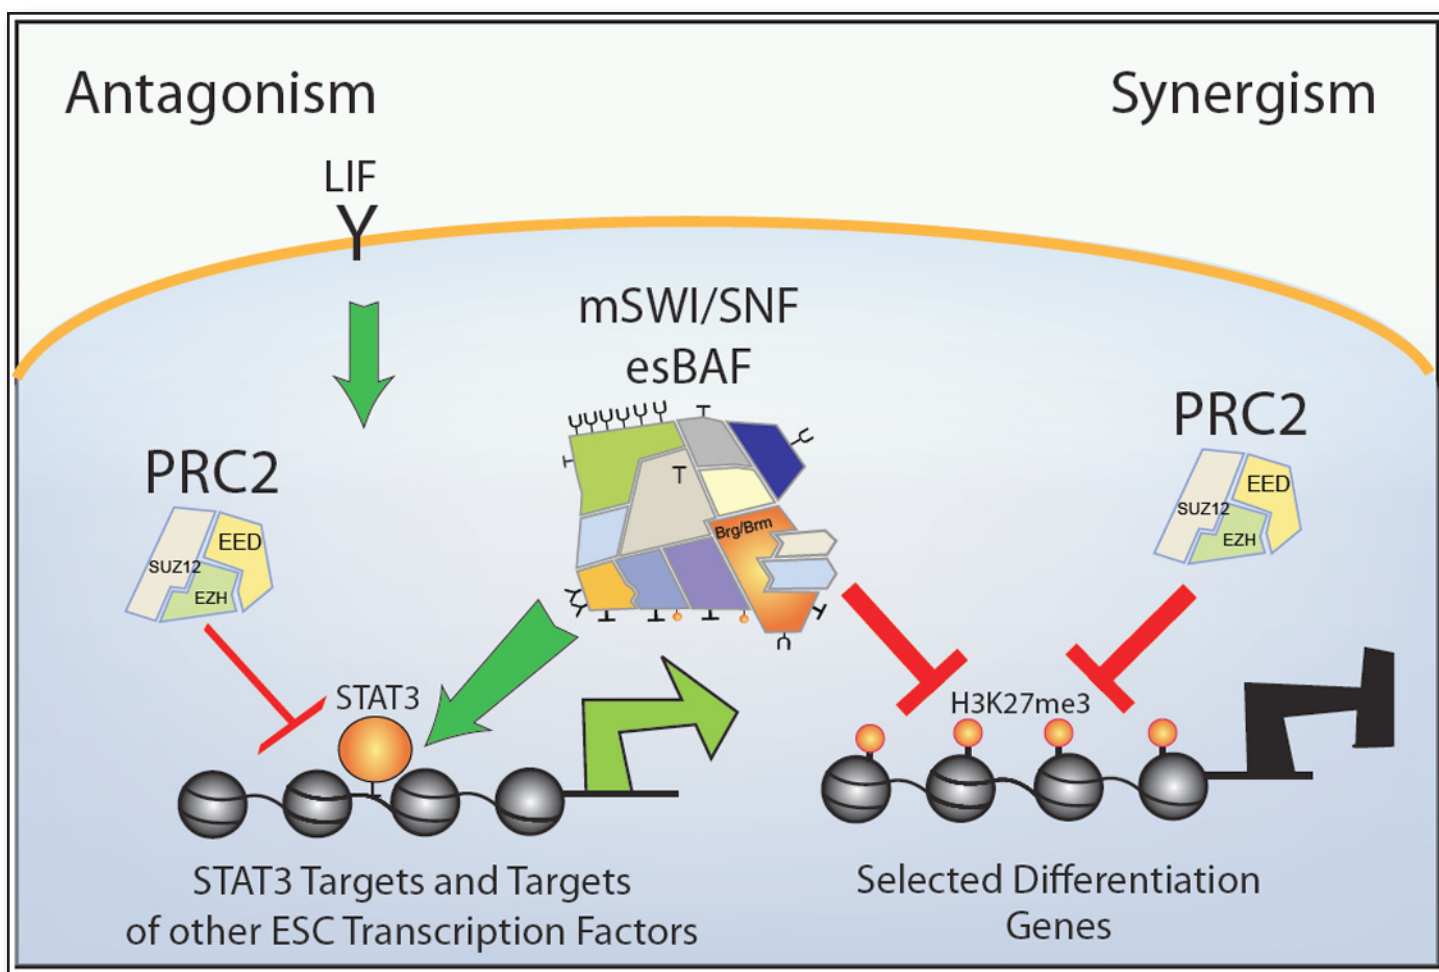 Antagonism
Synergism
LIF
mSWI/SNF
esBAF
PRC2
PRC2
EED
SUZ12
EZH
Brg/Brm
EED
SUZ12
EZH
STAT3
H3K27me3
STAT3 Targets and Targets
of other ESC Transcription Factors
Selected Differentiation
Genes